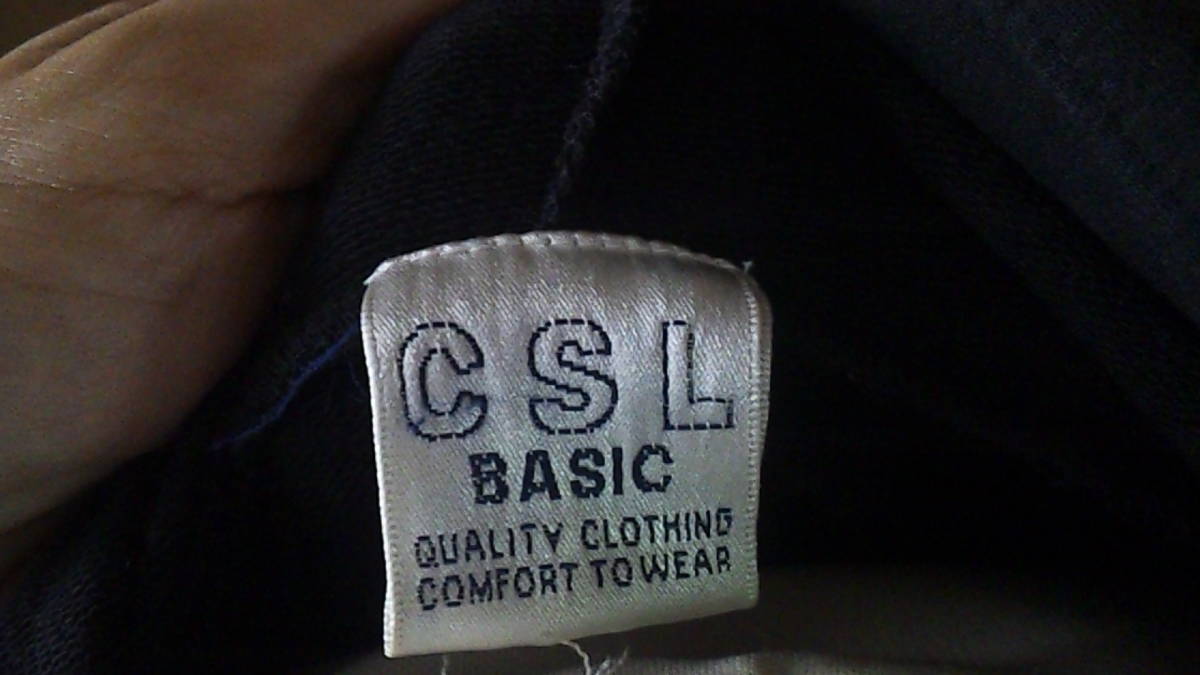 CSL
BASIC
QUALITY CLOTHING
COMFORT TO WEAR